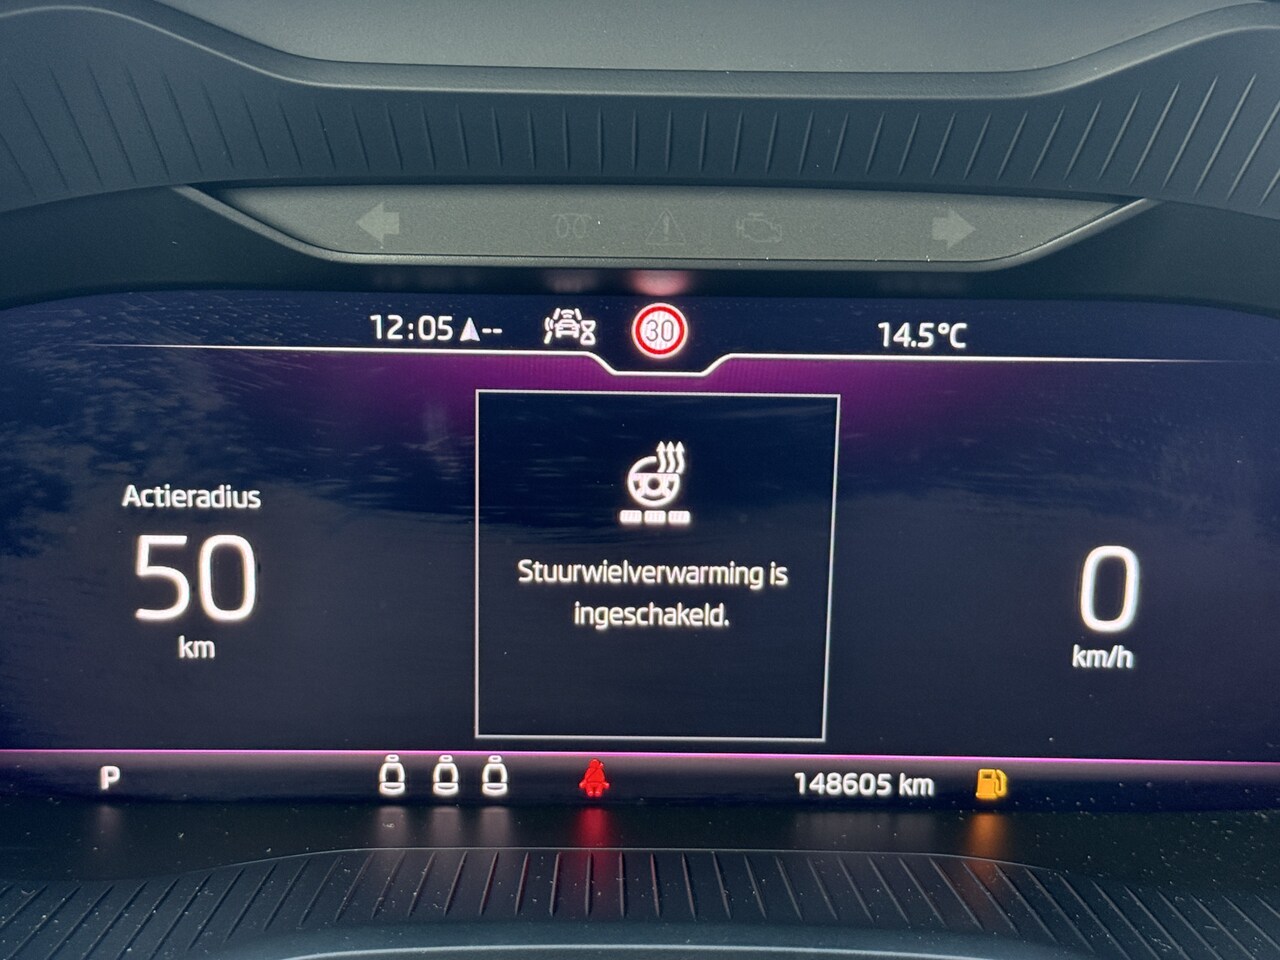 12:05 --
30
14.5°C
Actieradius
50
km
Stuurwielverwarming is
ingeschakeld.
0
km/h
P
148605 km